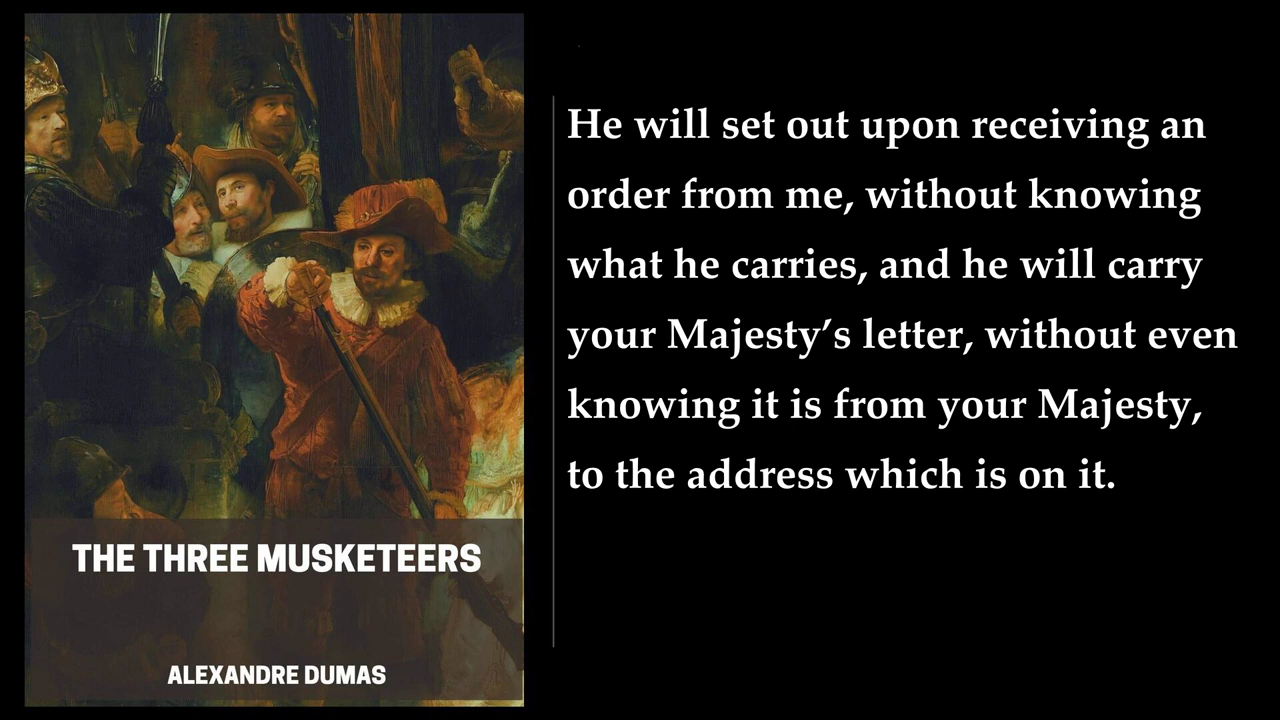 THE THREE MUSKETEERS
ALEXANDRE DUMAS
He will set out upon receiving an
order from me, without knowing
what he carries, and he will carry
your Majesty’s letter, without even
knowing it is from your Majesty,
to the address which is on it.